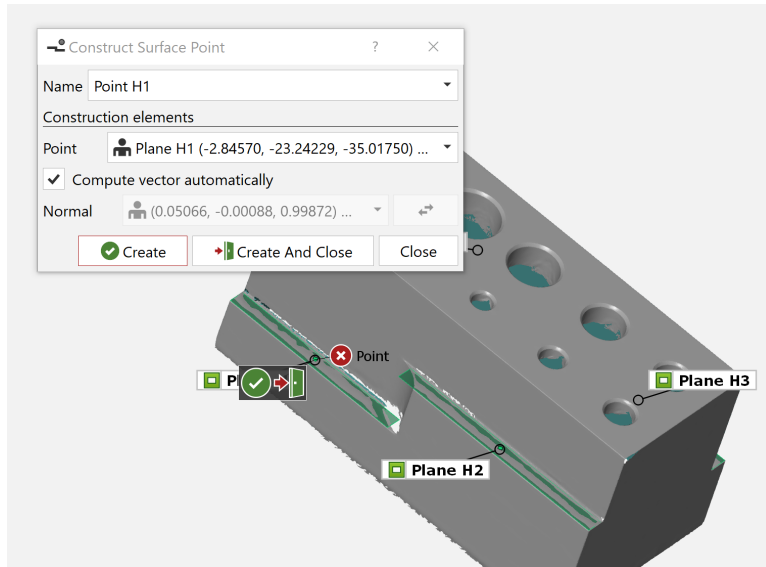 Construct Surface Point ? ×
Name Point H1
Construction elements
Point Plane H1 (-2.84570, -23.24229, -35.01750) ...
Compute vector automatically
Normal (0.05066, -0.00088, 0.99872) ...
Create Create And Close Close
Point
Plane H3
Plane H2